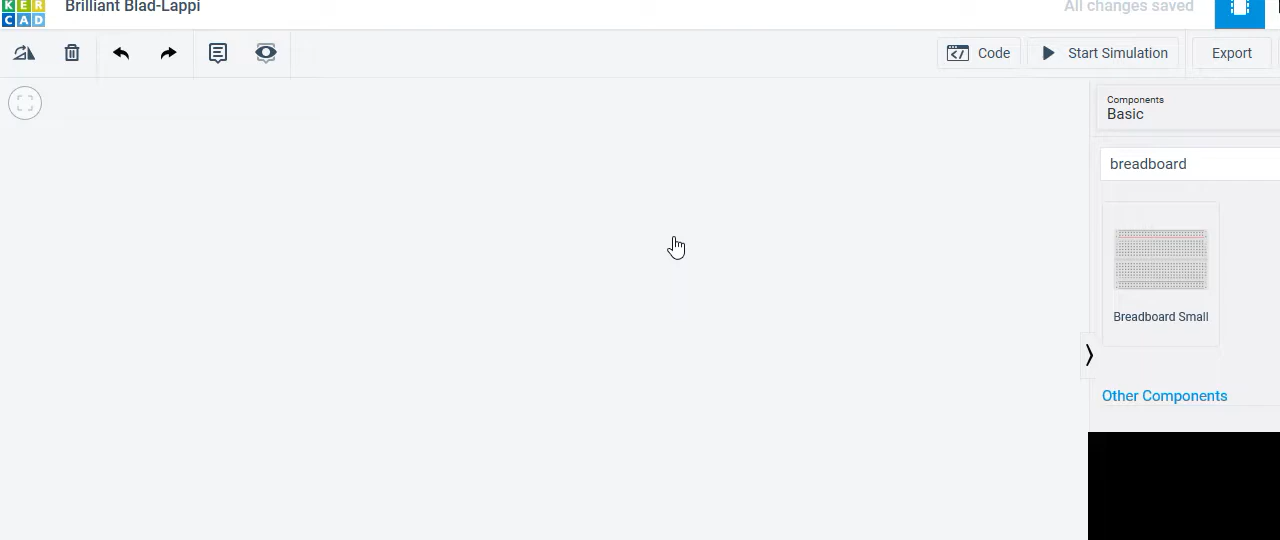 KER
CAD
Brilliant Blad-Lappi
All changes saved
Code
Start Simulation
Export
Components
Basic
breadboard
Breadboard Small
Other Components